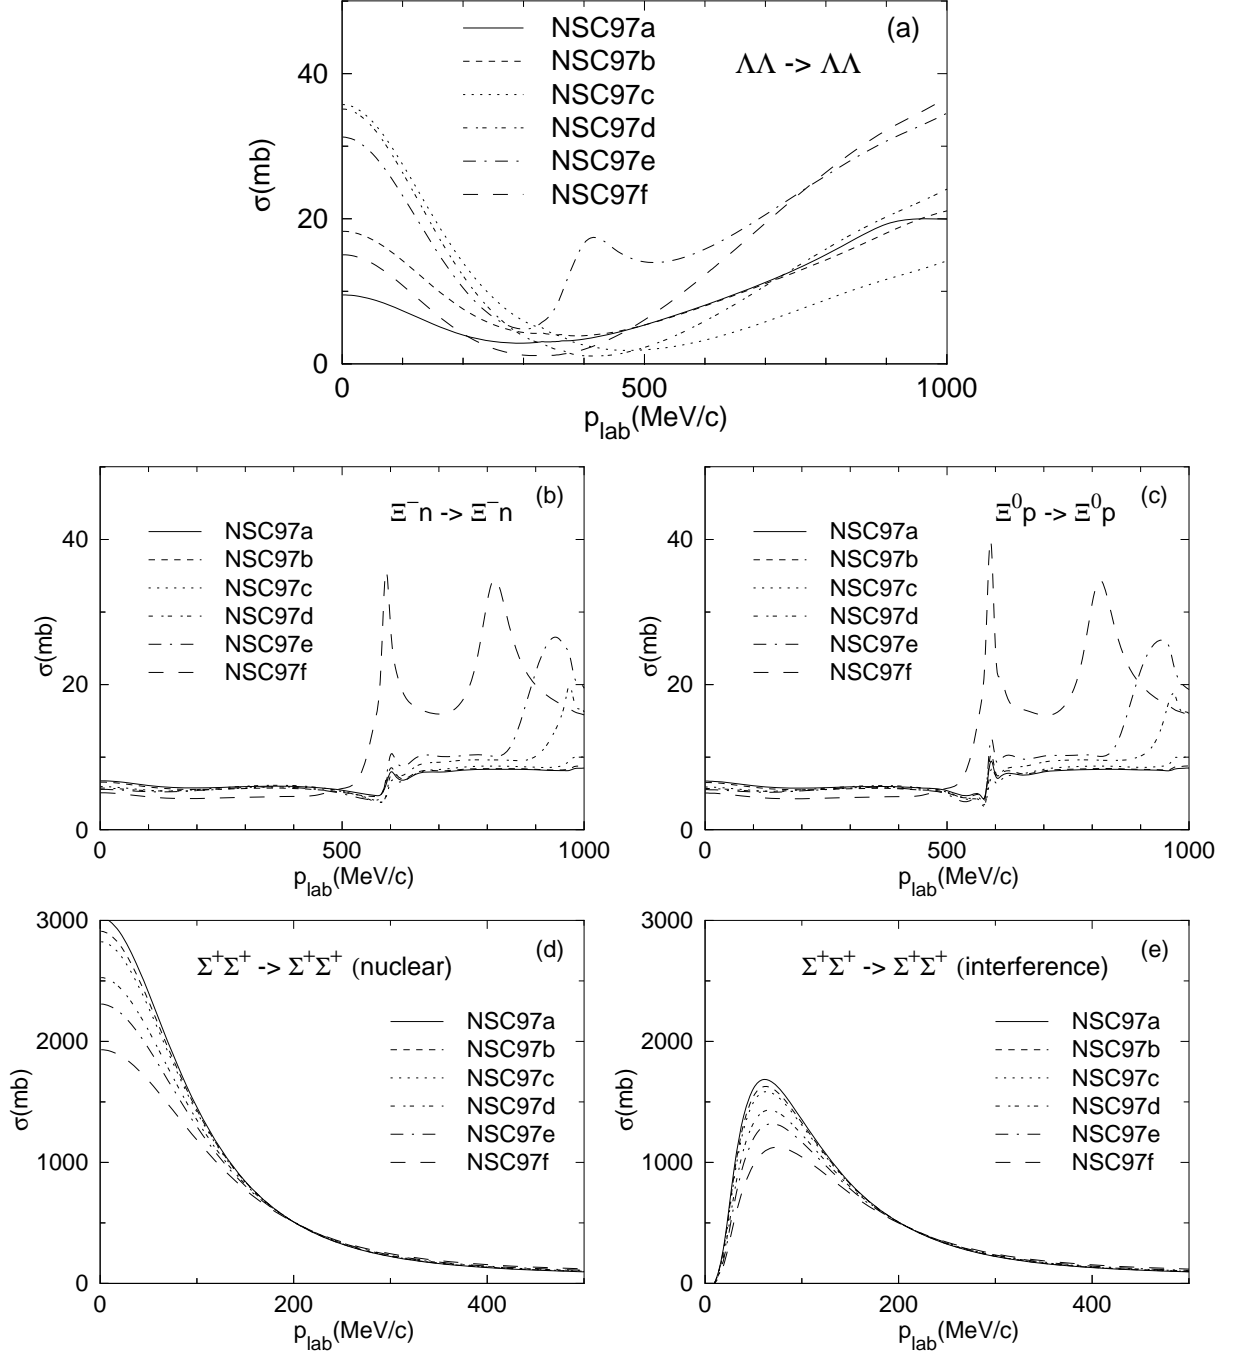 NSC97a (a)
NSC97b ΛΛ -> ΛΛ
NSC97c
NSC97d
NSC97e
NSC97f
40
20
0
σ(mb)
0 500 1000
p_lab(MeV/c)
(b)
Ξ⁻n -> Ξ⁻n
NSC97a
NSC97b
NSC97c
NSC97d
NSC97e
NSC97f
40
20
0
σ(mb)
0 500 1000
p_lab(MeV/c)
(c)
Ξ⁰p -> Ξ⁰p
NSC97a
NSC97b
NSC97c
NSC97d
NSC97e
NSC97f
40
20
0
σ(mb)
0 500 1000
p_lab(MeV/c)
(d)
Σ⁺Σ⁺ -> Σ⁺Σ⁺ (nuclear)
NSC97a
NSC97b
NSC97c
NSC97d
NSC97e
NSC97f
3000
2000
1000
0
σ(mb)
0 200 400
p_lab(MeV/c)
(e)
Σ⁺Σ⁺ -> Σ⁺Σ⁺ (interference)
NSC97a
NSC97b
NSC97c
NSC97d
NSC97e
NSC97f
3000
2000
1000
0
σ(mb)
0 200 400
p_lab(MeV/c)